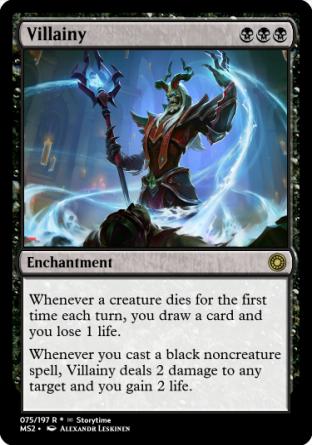 Villainy
Enchantment
Whenever a creature dies for the first
time each turn, you draw a card and
you lose 1 life.
Whenever you cast a black noncreature
spell, Villainy deals 2 damage to any
target and you gain 2 life.
075/197 R * ∞ Storytime
MS2 • Alexandr Leskinen